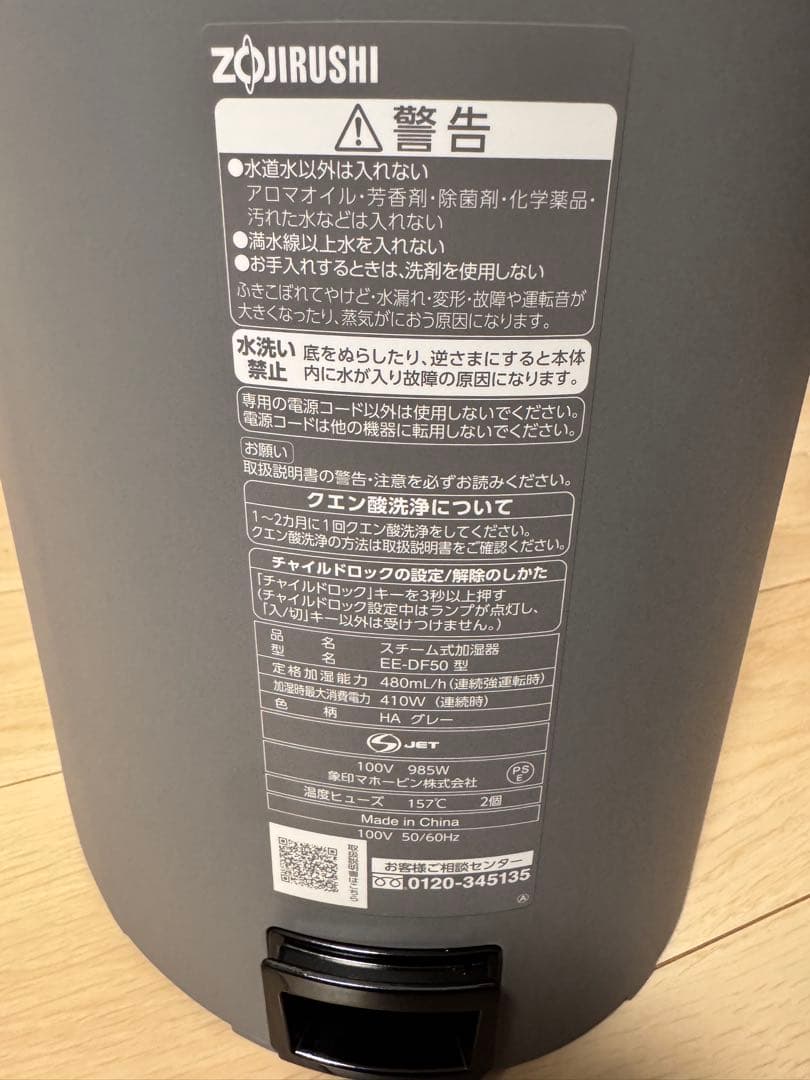 ZOJIRUSHI
警告
●水道水以外は入れない
アロマオイル・芳香剤・除菌剤・化学薬品・
汚れた水などは入れない
●満水線以上水を入れない
●お手入れするときは、洗剤を使用しない
ふきこぼれてやけど・水漏れ・変形・故障や運転音が
大きくなったり、蒸気がにおう原因になります。
水洗い
禁止
底をぬらしたり、逆さまにすると本体
内に水が入り故障の原因になります。
専用の電源コード以外は使用しないでください。
電源コードは他の機器に転用しないでください。
お願い
取扱説明書の警告・注意を必ずお読みください。
クエン酸洗浄について
1〜2カ月に1回クエン酸洗浄をしてください。
クエン酸洗浄の方法は取扱説明書をご確認ください。
チャイルドロックの設定/解除のしかた
「チャイルドロック」キーを3秒以上押す
(チャイルドロック設定中はランプが点灯し、
「入/切」キー以外は受けつけません。)
品名 スチーム式加湿器
型名 EE-DF50 型
定格加湿能力 480mL/h(連続強運転時)
加湿時最大消費電力 410W (連続時)
色柄 HA グレー
S JET
100V 985W
象印マホービン株式会社
PS
E
温度ヒューズ 157℃ 2個
Made in China
100V 50/60Hz
取扱説明書はこちら
お客様ご相談センター
0120-345135
A